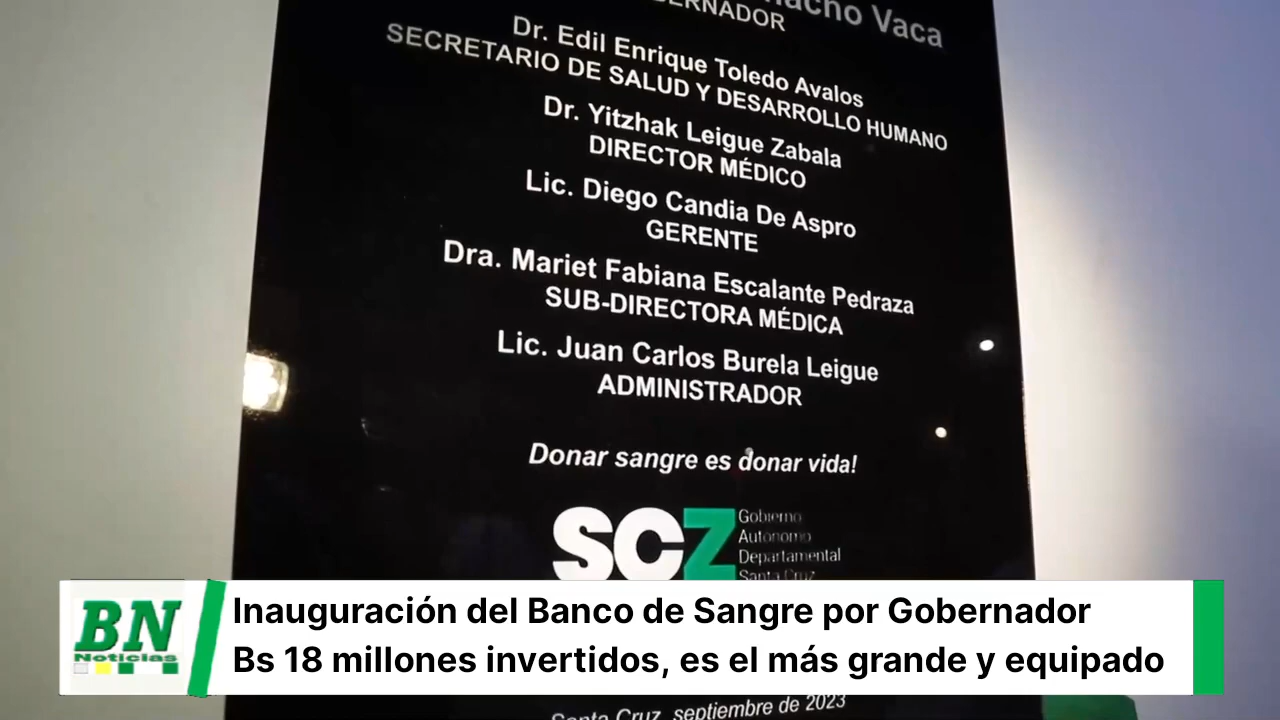 Vaca
Dr. Edil Enrique Toledo Avalos
SECRETARIO DE SALUD Y DESARROLLO HUMANO
Dr. Yitzhak Leigue Zabala
DIRECTOR MÉDICO
Lic. Diego Candia De Aspro
GERENTE
Dra. Mariet Fabiana Escalante Pedraza
SUB-DIRECTORA MÉDICA
Lic. Juan Carlos Burela Leigue
ADMINISTRADOR
Donar sangre es donar vida!
SCZ
Gobierno
Autónomo
Departamental
Santa Cruz
BN
Noticias
Inauguración del Banco de Sangre por Gobernador
Bs 18 millones invertidos, es el más grande y equipado
Santa Cruz, septiembre de 2023